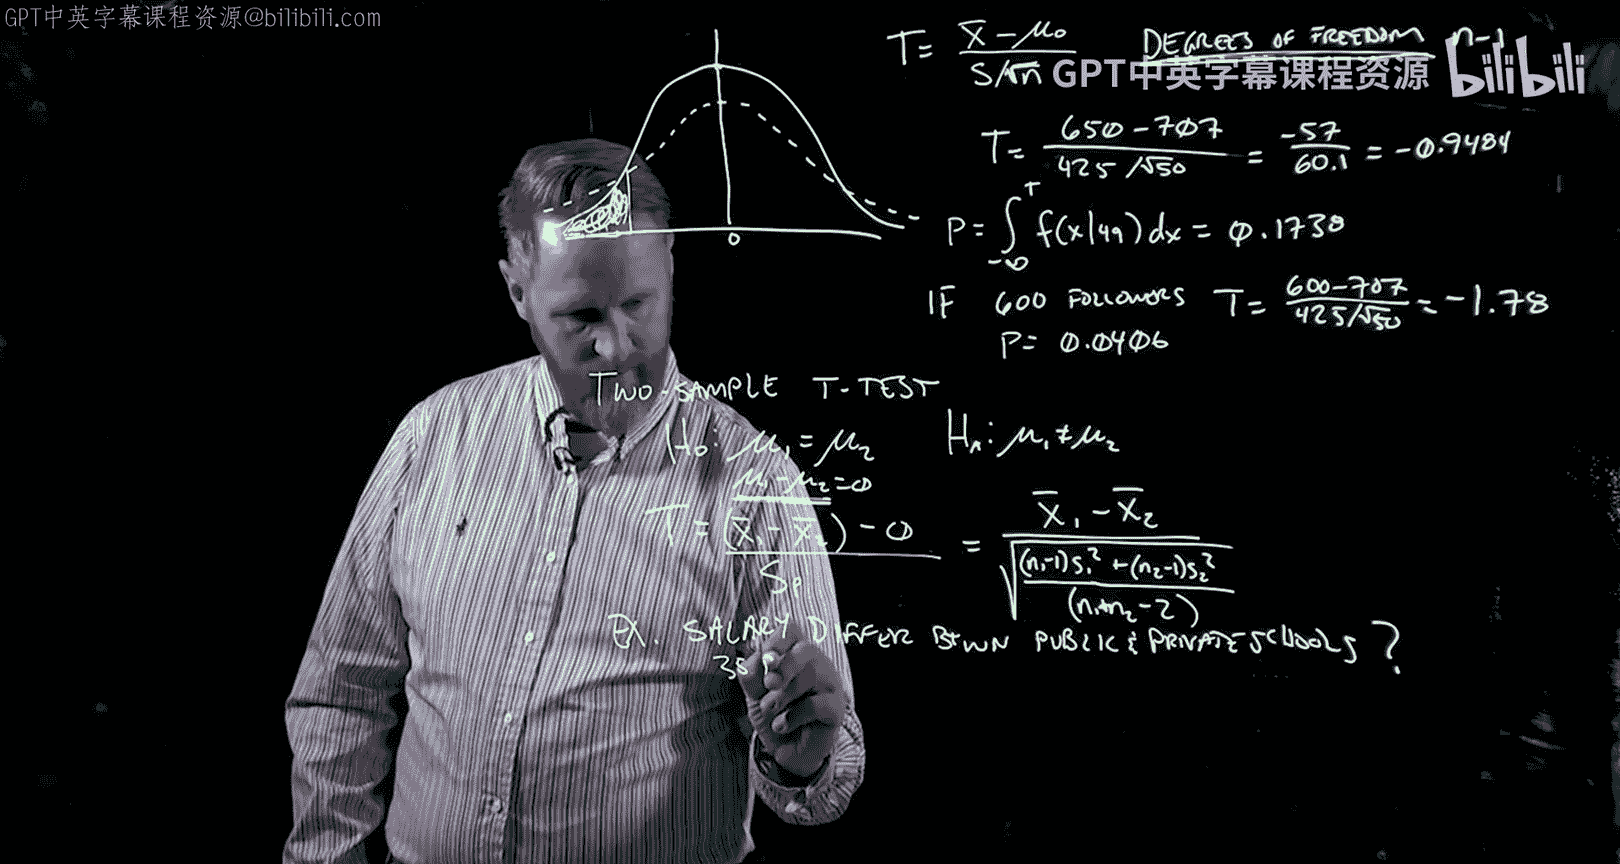 GPT中英字幕课程资源@bilibili.com
T = (X̄ - μ₀) / (S/√n) DEGREES OF FREEDOM n-1
GPT中英字幕课程资源 bilibili
T = (650 - 707) / (425/√50) = -57 / 60.1 = -0.9484
P = ∫_{-∞}^{T} f(x|49) dx = 0.1738
0
IF 600 FOLLOWERS T = (600-707) / (425/√50) = -1.78
P = 0.0406
TWO-SAMPLE T-TEST
H₀: μ₁ = μ₂ Hₐ: μ₁ ≠ μ₂
μ₁ - μ₂ = 0
T = ((X̄₁ - X̄₂) - 0) / Sₚ = (X̄₁ - X̄₂) / √(((n₁-1)S₁² + (n₂-1)S₂²) / (n₁+n₂-2))
EX. SALARY DIFFER BTWN PUBLIC & PRIVATE SCHOOLS?
35 P